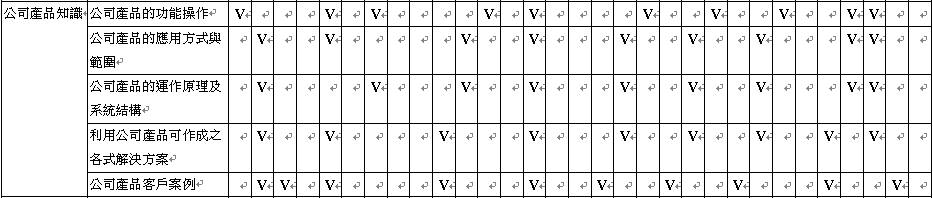 公司產品知識 公司產品的功能操作 V V V V V V V V V V
公司產品的應用方式與 V V V V V V V V V
範圍
公司產品的運作原理及 V V V V V V V V V
系統結構
利用公司產品可作成之 V V V V V V V V V
各式解決方案
公司產品客戶案例 V V V V V V V V V V